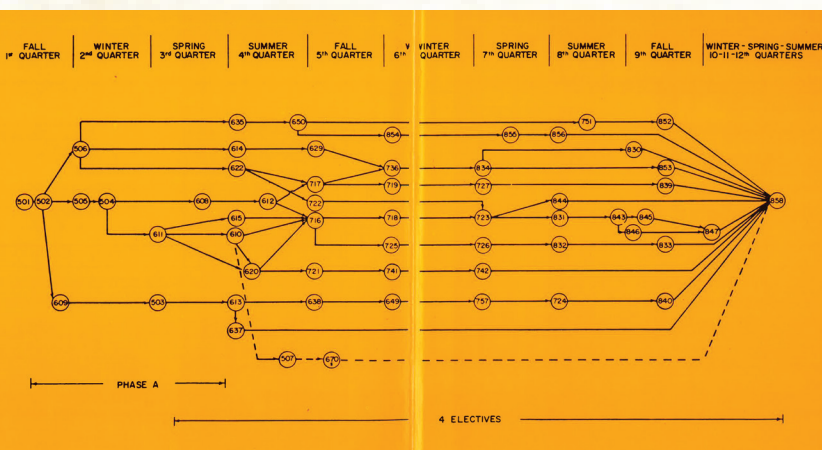 FALL
1st QUARTER
WINTER
2nd QUARTER
SPRING
3rd QUARTER
SUMMER
4th QUARTER
FALL
5th QUARTER
WINTER
6th QUARTER
SPRING
7th QUARTER
SUMMER
8th QUARTER
FALL
9th QUARTER
WINTER-SPRING-SUMMER
10-11-12th QUARTERS
635 650 751 852
854 855 856
506 614 629 830
622 736 834 853
717 719 727 839
501 502 505 504 608 612 722 844 858
615 716 718 723 831 843 845
611 610 846 847
725 726 832 833
620 721 741 742
609 503 613 638 649 757 724 840
637
507 670
PHASE A
4 ELECTIVES